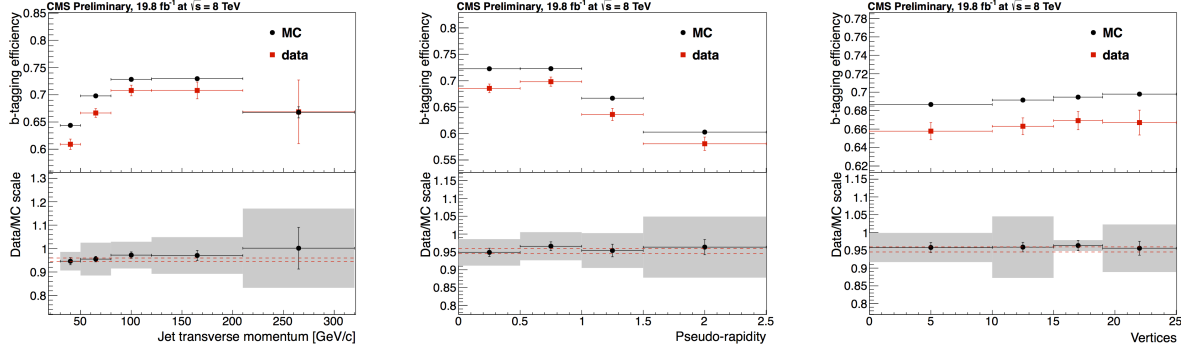 CMS Preliminary, 19.8 fb⁻¹ at √s = 8 TeV
b-tagging efficiency
0.85
0.8
0.75
0.7
0.65
0.6
MC
data
Data/MC scale
1.3
1.2
1.1
1
0.9
0.8
50 100 150 200 250 300
Jet transverse momentum [GeV/c]
CMS Preliminary, 19.8 fb⁻¹ at √s = 8 TeV
b-tagging efficiency
0.8
0.75
0.7
0.65
0.6
0.55
MC
data
Data/MC scale
1.15
1.1
1.05
1
0.95
0.9
0.85
0.8
0 0.5 1 1.5 2 2.5
Pseudo-rapidity
CMS Preliminary, 19.8 fb⁻¹ at √s = 8 TeV
b-tagging efficiency
0.78
0.76
0.74
0.72
0.7
0.68
0.66
0.64
0.62
MC
data
Data/MC scale
1.15
1.1
1.05
1
0.95
0.9
0.85
0.8
0 5 10 15 20 25
Vertices